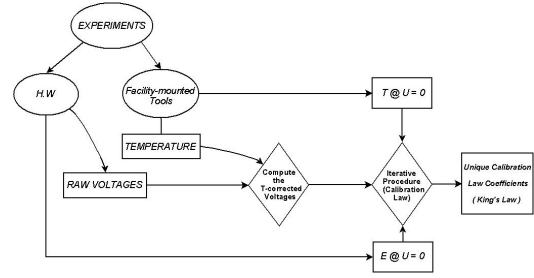 EXPERIMENTS
H.W
Facility-mounted
Tools
T @ U = 0
TEMPERATURE
RAW VOLTAGES
Compute
the
T-corrected
Voltages
Iterative
Procedure
(Calibration
Law)
Unique Calibration
Law Coefficients
( King's Law )
E @ U = 0